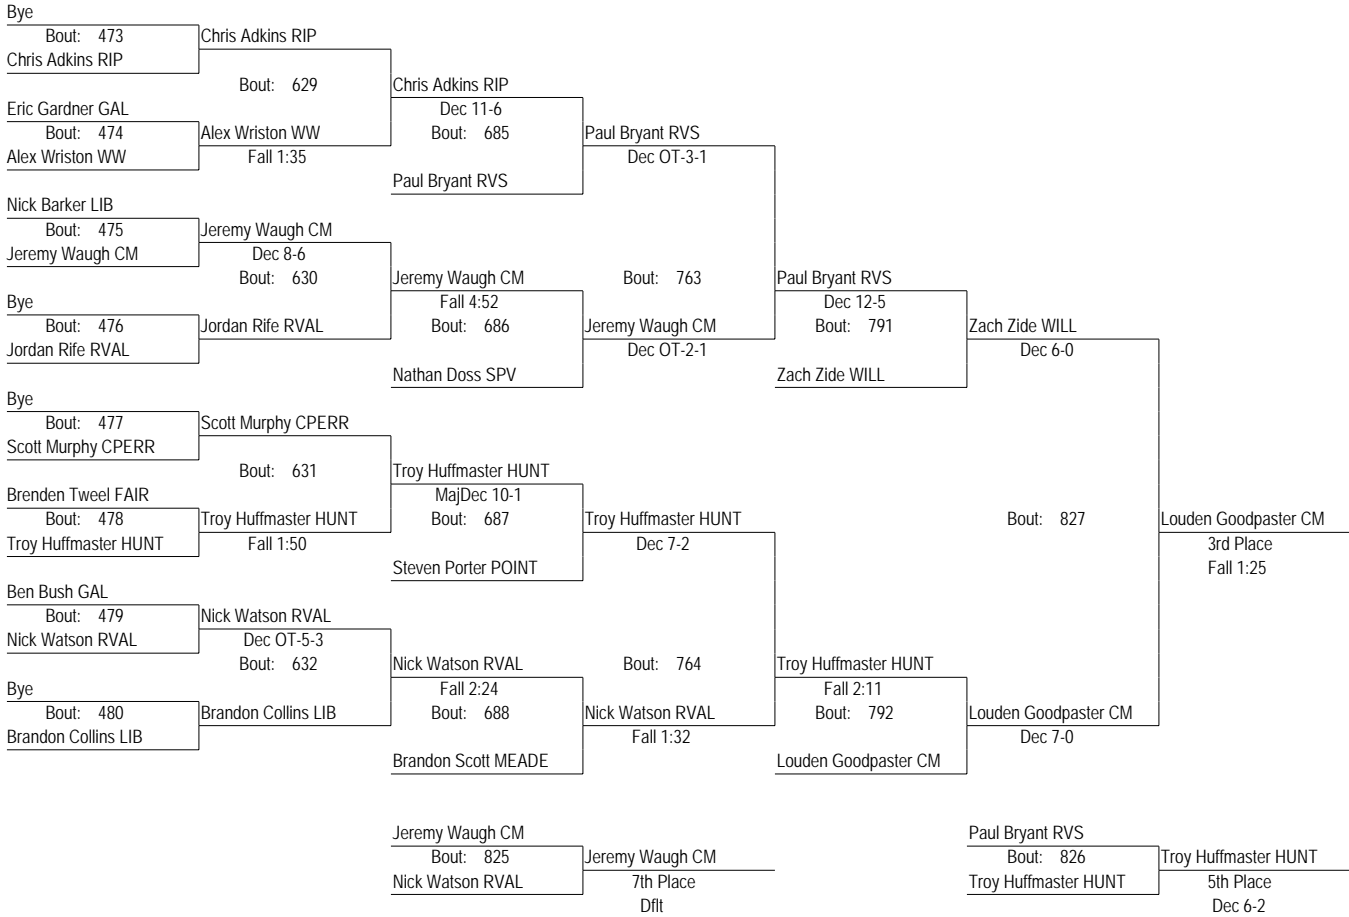 Bye
Bout: 473 Chris Adkins RIP
Chris Adkins RIP
Bout: 629 Chris Adkins RIP
Eric Gardner GAL Dec 11-6
Bout: 474 Alex Wriston WW Bout: 685 Paul Bryant RVS
Alex Wriston WW Fall 1:35 Dec OT-3-1
Paul Bryant RVS
Nick Barker LIB
Bout: 475 Jeremy Waugh CM
Jeremy Waugh CM Dec 8-6
Bout: 630 Jeremy Waugh CM Bout: 763 Paul Bryant RVS
Bye Fall 4:52 Dec 12-5
Bout: 476 Jordan Rife RVAL Bout: 686 Jeremy Waugh CM Bout: 791 Zach Zide WILL
Jordan Rife RVAL Dec OT-2-1 Dec 6-0
Nathan Doss SPV Zach Zide WILL
Bye
Bout: 477 Scott Murphy CPERR
Scott Murphy CPERR
Bout: 631 Troy Huffmaster HUNT
Brenden Tweel FAIR MajDec 10-1
Bout: 478 Troy Huffmaster HUNT Bout: 687 Troy Huffmaster HUNT Bout: 827 Louden Goodpaster CM
Troy Huffmaster HUNT Fall 1:50 Dec 7-2 3rd Place
Steven Porter POINT Fall 1:25
Ben Bush GAL
Bout: 479 Nick Watson RVAL
Nick Watson RVAL Dec OT-5-3
Bout: 632 Nick Watson RVAL Bout: 764 Troy Huffmaster HUNT
Bye Fall 2:24 Fall 2:11
Bout: 480 Brandon Collins LIB Bout: 688 Nick Watson RVAL Bout: 792 Louden Goodpaster CM
Brandon Collins LIB Fall 1:32 Dec 7-0
Brandon Scott MEADE Louden Goodpaster CM
Jeremy Waugh CM Paul Bryant RVS
Bout: 825 Jeremy Waugh CM Bout: 826 Troy Huffmaster HUNT
Nick Watson RVAL 7th Place Troy Huffmaster HUNT 5th Place
Dflt Dec 6-2